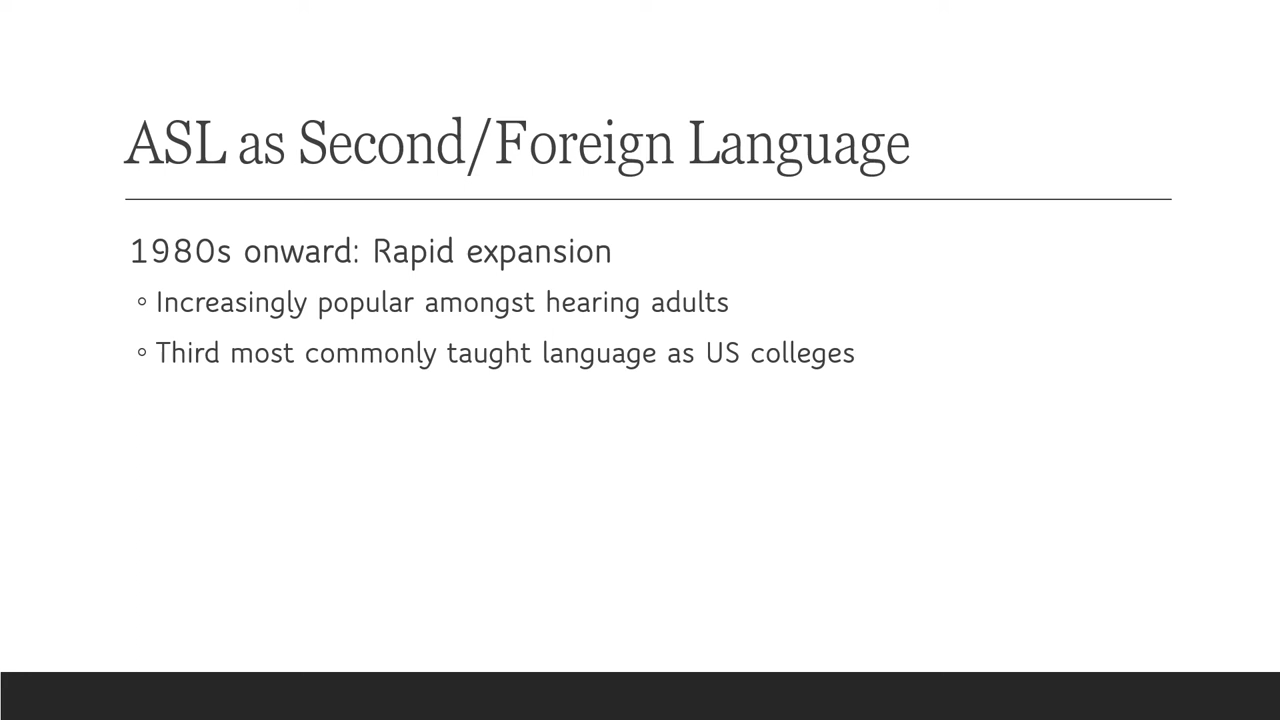 ASL as Second/Foreign Language
1980s onward: Rapid expansion
◦ Increasingly popular amongst hearing adults
◦ Third most commonly taught language as US colleges